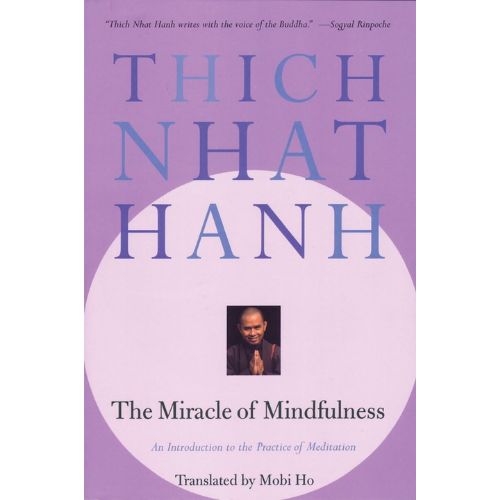 "Thich Nhat Hanh writes with the voice of the Buddha." —Sogyal Rinpoche
THICH
NHAT
HANH
The Miracle of Mindfulness
An Introduction to the Practice of Meditation
Translated by Mobi Ho